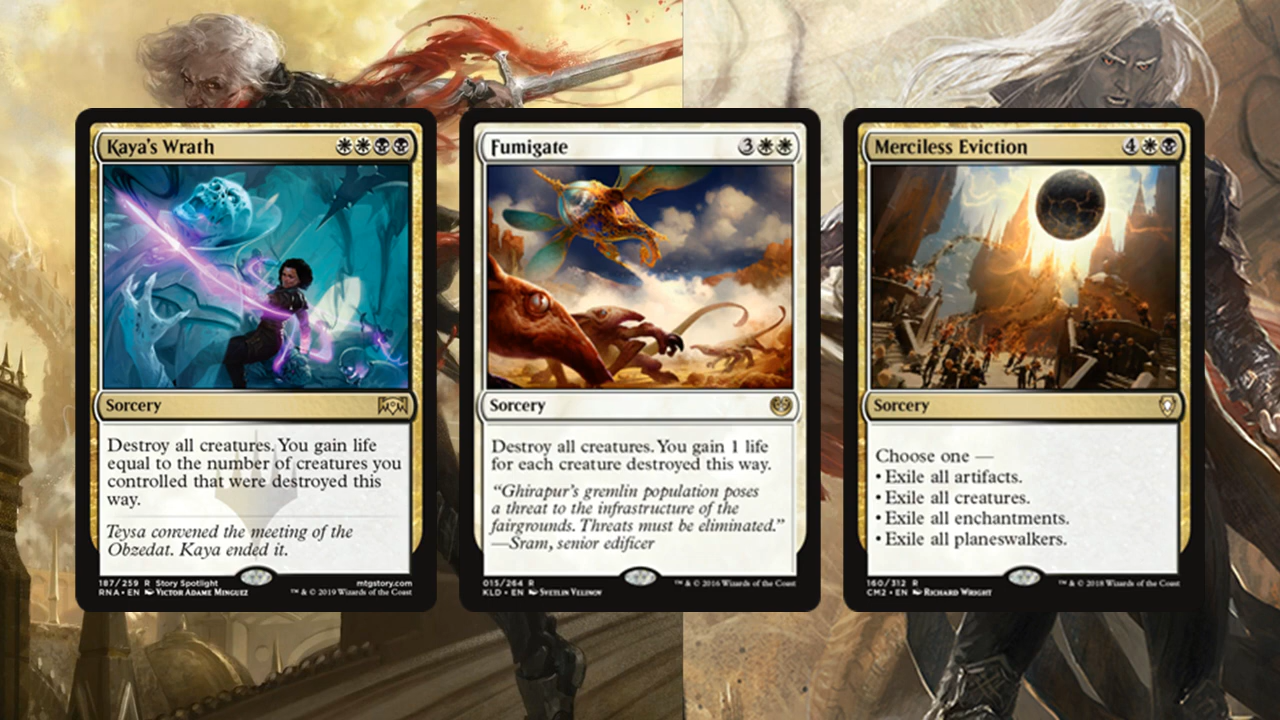 Kaya's Wrath
Sorcery
Destroy all creatures. You gain life
equal to the number of creatures you
controlled that were destroyed this
way.
Teysa convened the meeting of the
Obzedat. Kaya ended it.
187/259 R Story Spotlight
mtgstory.com
RNA • EN Victor Adame Minguez
™ & © 2019 Wizards of the Coast
Fumigate
3
Sorcery
Destroy all creatures. You gain 1 life
for each creature destroyed this way.
“Ghirapur's gremlin population poses
a threat to the infrastructure of the
fairgrounds. Threats must be eliminated.”
—Sram, senior edificer
015/264 R
KLD • EN Svetlin Velinov
™ & © 2016 Wizards of the Coast
Merciless Eviction
4
Sorcery
Choose one —
• Exile all artifacts.
• Exile all creatures.
• Exile all enchantments.
• Exile all planeswalkers.
160/312 R
CM2 • EN Richard Wright
™ & © 2018 Wizards of the Coast